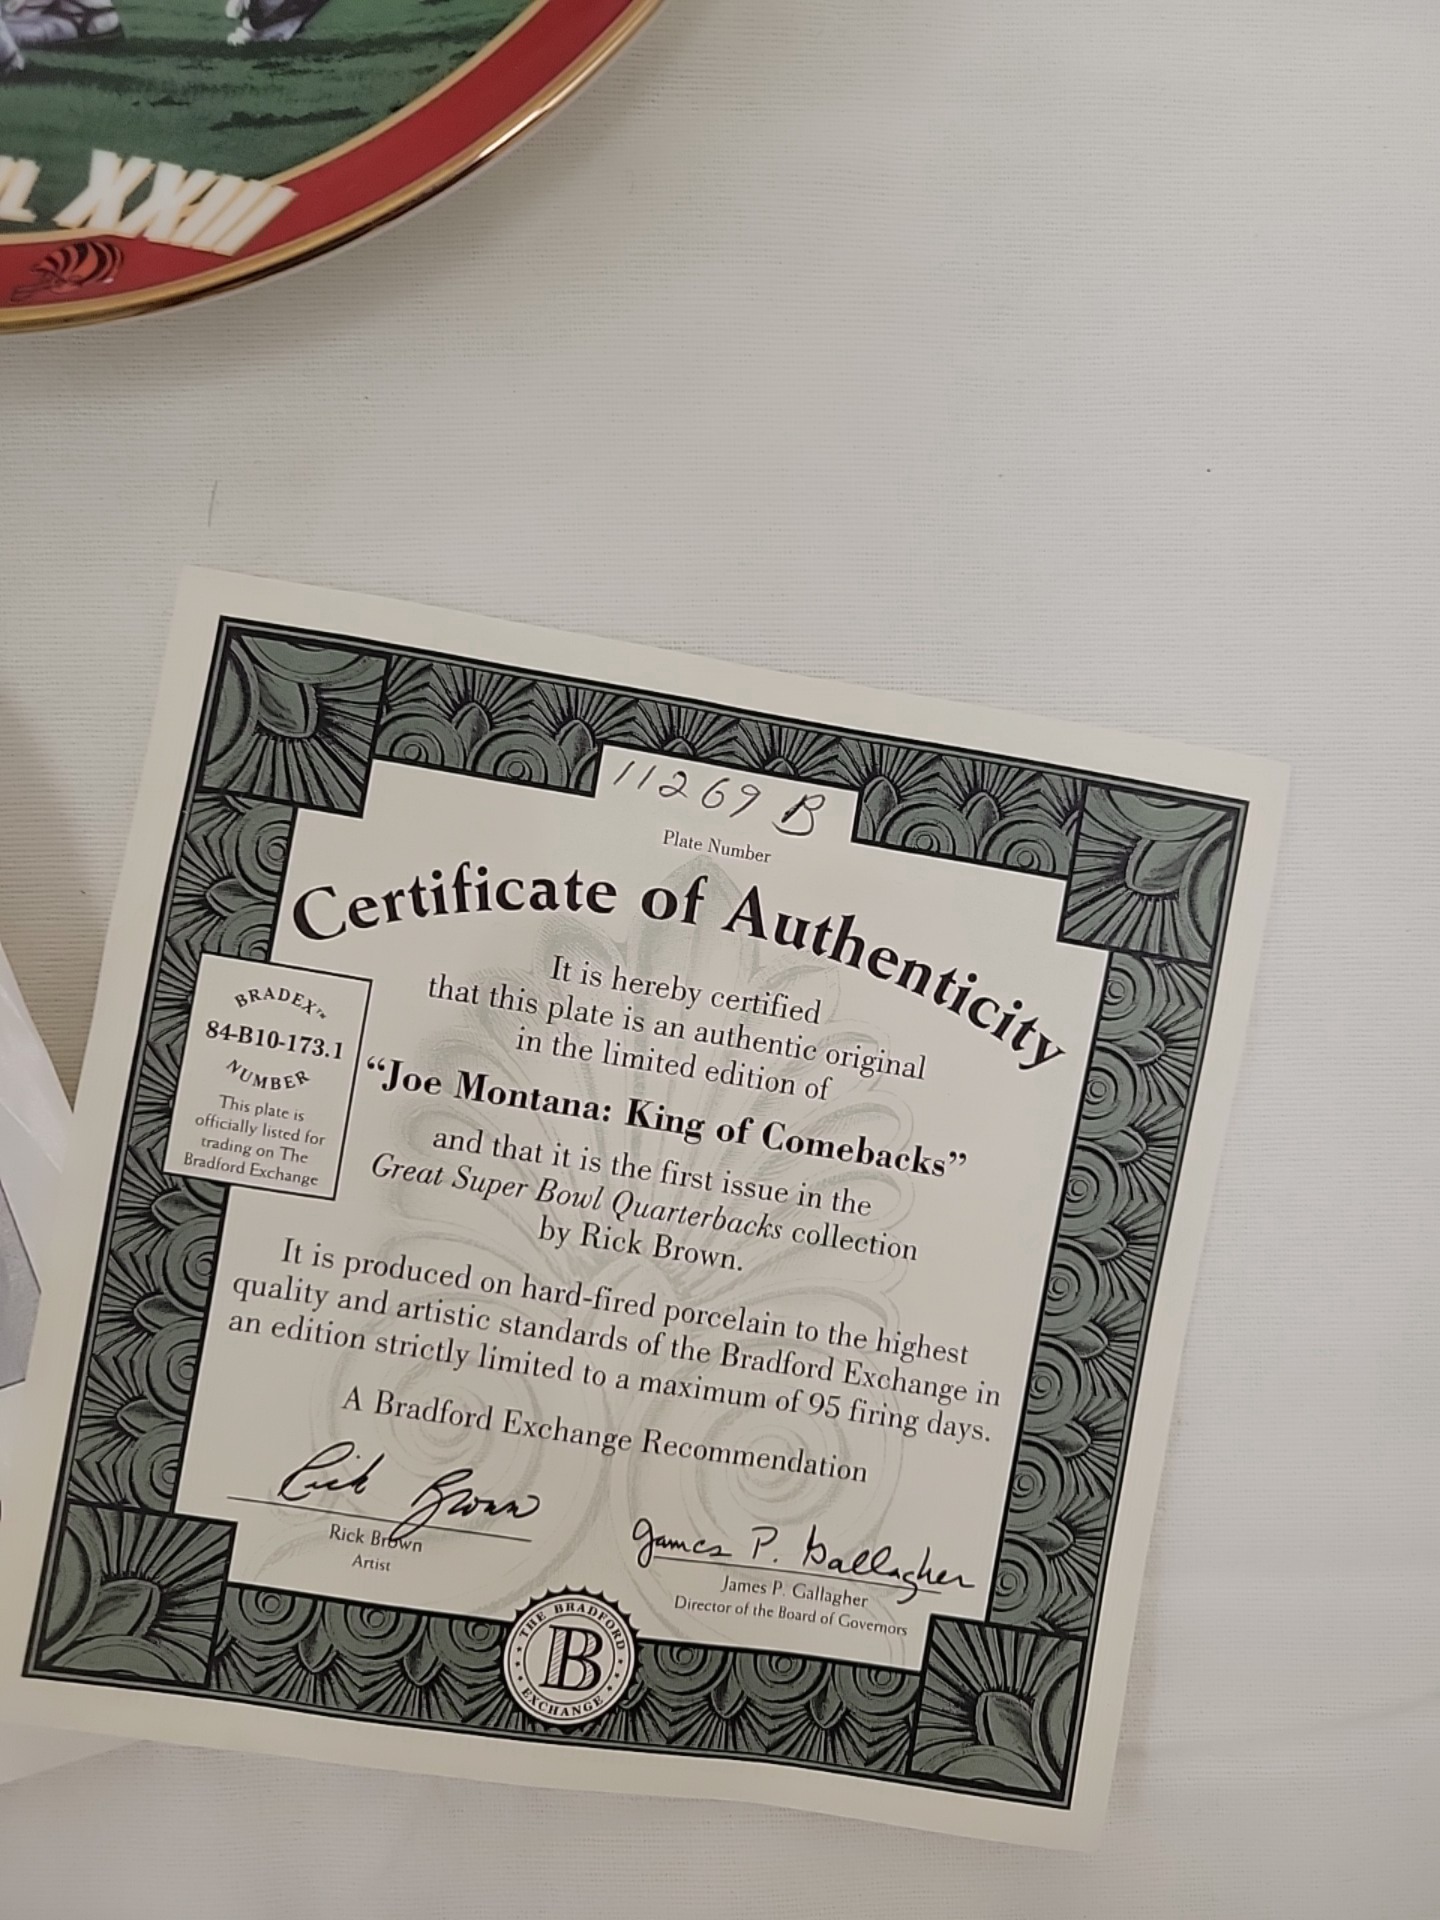 XXIII
11269 B
Plate Number
Certificate of Authenticity
It is hereby certified
that this plate is an authentic original
in the limited edition of
"Joe Montana: King of Comebacks"
and that it is the first issue in the
Great Super Bowl Quarterbacks collection
by Rick Brown.
BRADEX™
84-B10-173.1
NUMBER
This plate is
officially listed for
trading on The
Bradford Exchange
It is produced on hard-fired porcelain to the highest
quality and artistic standards of the Bradford Exchange in
an edition strictly limited to a maximum of 95 firing days.
A Bradford Exchange Recommendation
Rick Brown
Rick Brown
Artist
James P. Gallagher
James P. Gallagher
Director of the Board of Governors
THE BRADFORD
B
EXCHANGE